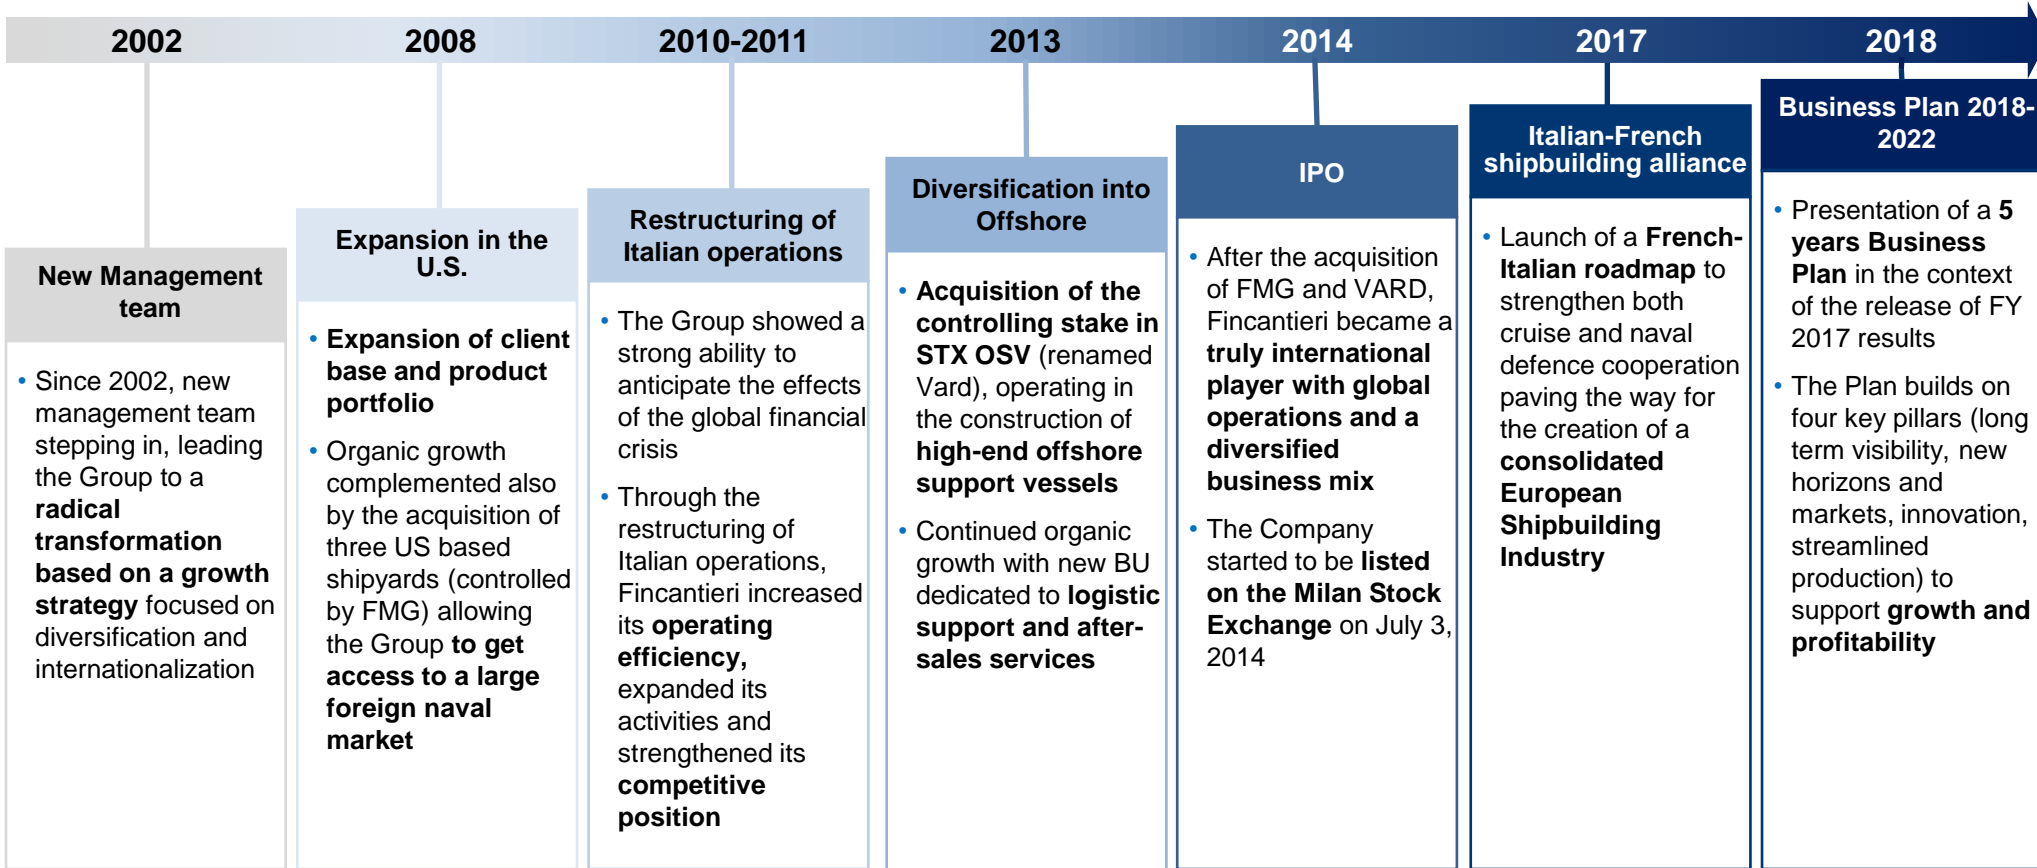 2002
2008
2010-2011
2013
2014
2017
2018
New Management
team
• Since 2002, new
management team
stepping in, leading
the Group to a
radical
transformation
based on a growth
strategy focused on
diversification and
internationalization
Expansion in the
U.S.
• Expansion of client
base and product
portfolio
• Organic growth
complemented also
by the acquisition of
three US based
shipyards (controlled
by FMG) allowing
the Group to get
access to a large
foreign naval
market
Restructuring of
Italian operations
• The Group showed a
strong ability to
anticipate the effects
of the global financial
crisis
• Through the
restructuring of
Italian operations,
Fincantieri increased
its operating
efficiency,
expanded its
activities and
strengthened its
competitive
position
Diversification into
Offshore
• Acquisition of the
controlling stake in
STX OSV (renamed
Vard), operating in
the construction of
high-end offshore
support vessels
• Continued organic
growth with new BU
dedicated to logistic
support and after-
sales services
IPO
• After the acquisition
of FMG and VARD,
Fincantieri became a
truly international
player with global
operations and a
diversified
business mix
• The Company
started to be listed
on the Milan Stock
Exchange on July 3,
2014
Italian-French
shipbuilding alliance
• Launch of a French-
Italian roadmap to
strengthen both
cruise and naval
defence cooperation
paving the way for
the creation of a
consolidated
European
Shipbuilding
Industry
Business Plan 2018-
2022
• Presentation of a 5
years Business
Plan in the context
of the release of FY
2017 results
• The Plan builds on
four key pillars (long
term visibility, new
horizons and
markets, innovation,
streamlined
production) to
support growth and
profitability